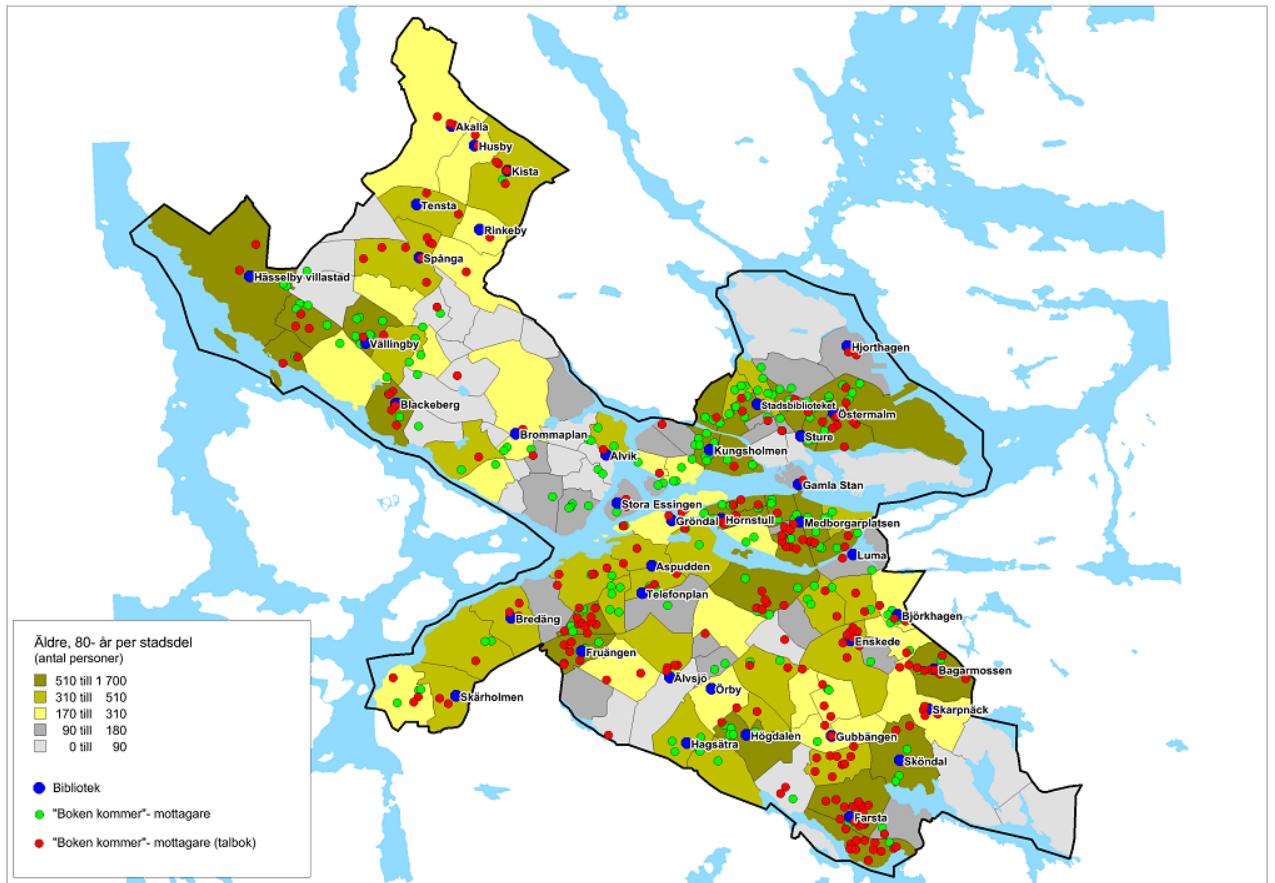 Akalla
Husby
Kista
Tensta
Rinkeby
Spånga
Hässelby villastad
Vällingby
Hjorthagen
Blackeberg
Stadsbiblioteket
Östermalm
Brommaplan
Sture
Alvik
Kungsholmen
Gamla Stan
Stora Essingen
Gröndal
Hornstull
Medborgarplatsen
Luma
Aspudden
Telefonplan
Bredäng
Björkhagen
Enskede
Fruängen
Bagarmossen
Älvsjö
Örby
Skärholmen
Skarpnäck
Högdalen
Gubbängen
Hagsätra
Sköndal
Farsta
Äldre, 80- år per stadsdel
(antal personer)
510 till 1 700
310 till 510
170 till 310
90 till 180
0 till 90
Bibliotek
"Boken kommer"- mottagare
"Boken kommer"- mottagare (talbok)